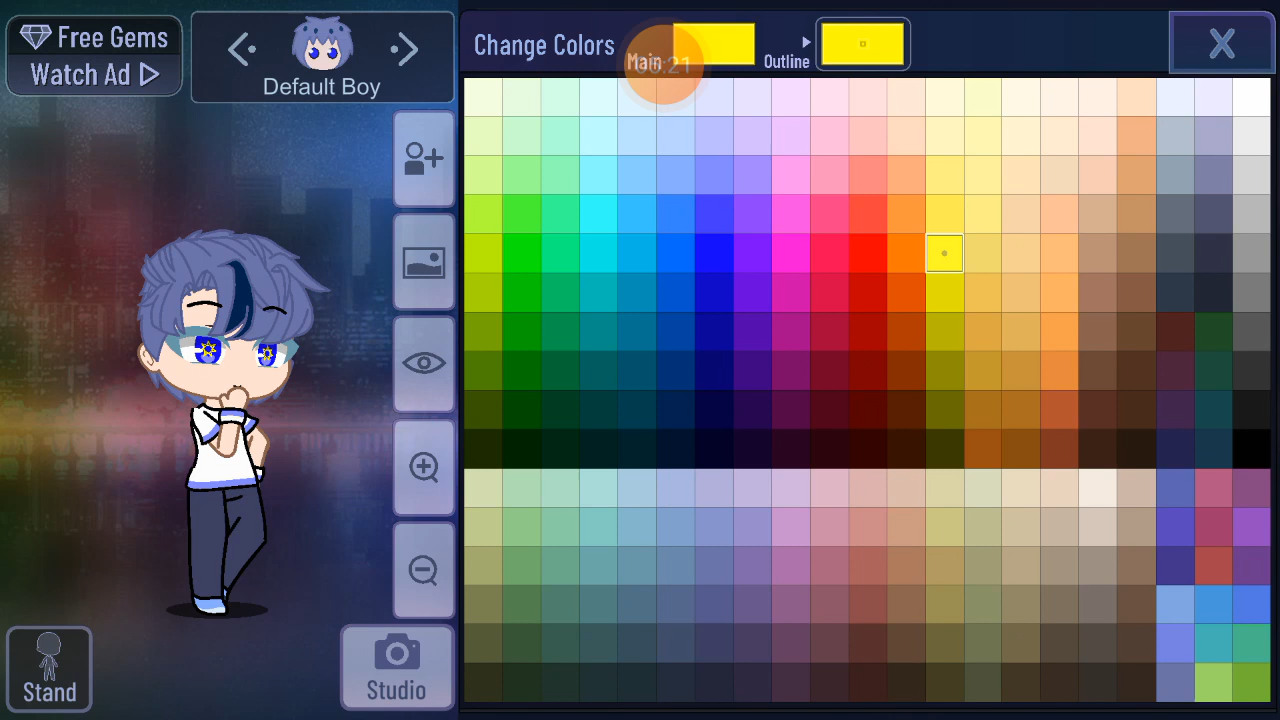 Free Gems
Watch Ad
Default Boy
Change Colors
Main
Outline
X
Stand
Studio